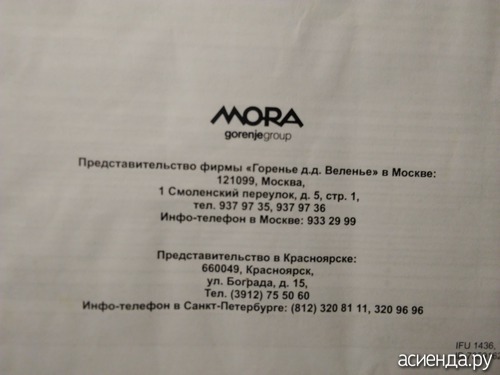 MORA
gorenjegroup
Представительство фирмы «Горенье д.д. Веленье» в Москве:
121099, Москва,
1 Смоленский переулок, д. 5, стр. 1,
тел. 937 97 35, 937 97 36
Инфо-телефон в Москве: 933 29 99
Представительство в Красноярске:
660049, Красноярск,
ул. Бограда, д. 15,
Тел. (3912) 75 50 60
Инфо-телефон в Санкт-Петербурге: (812) 320 81 11, 320 96 96
IFU 1436.
асиенда.ру